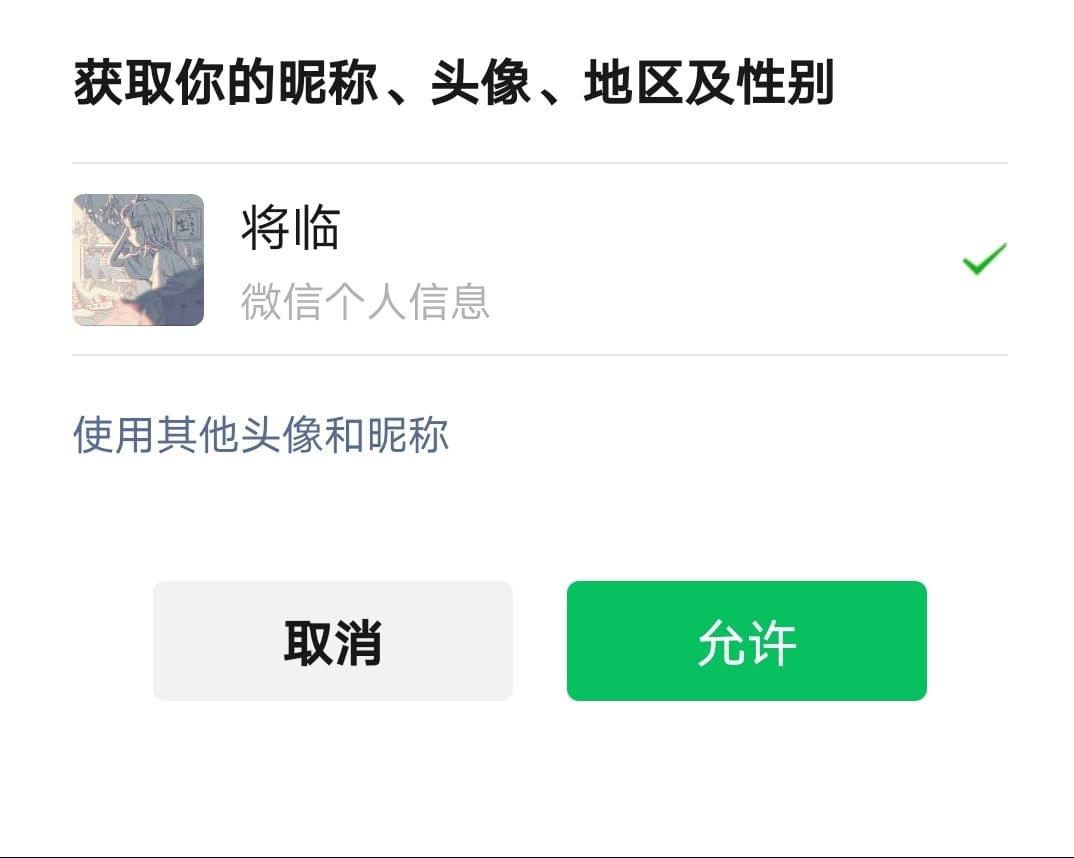 获取你的昵称、头像、地区及性别
将临
微信个人信息
使用其他头像和昵称
取消
允许